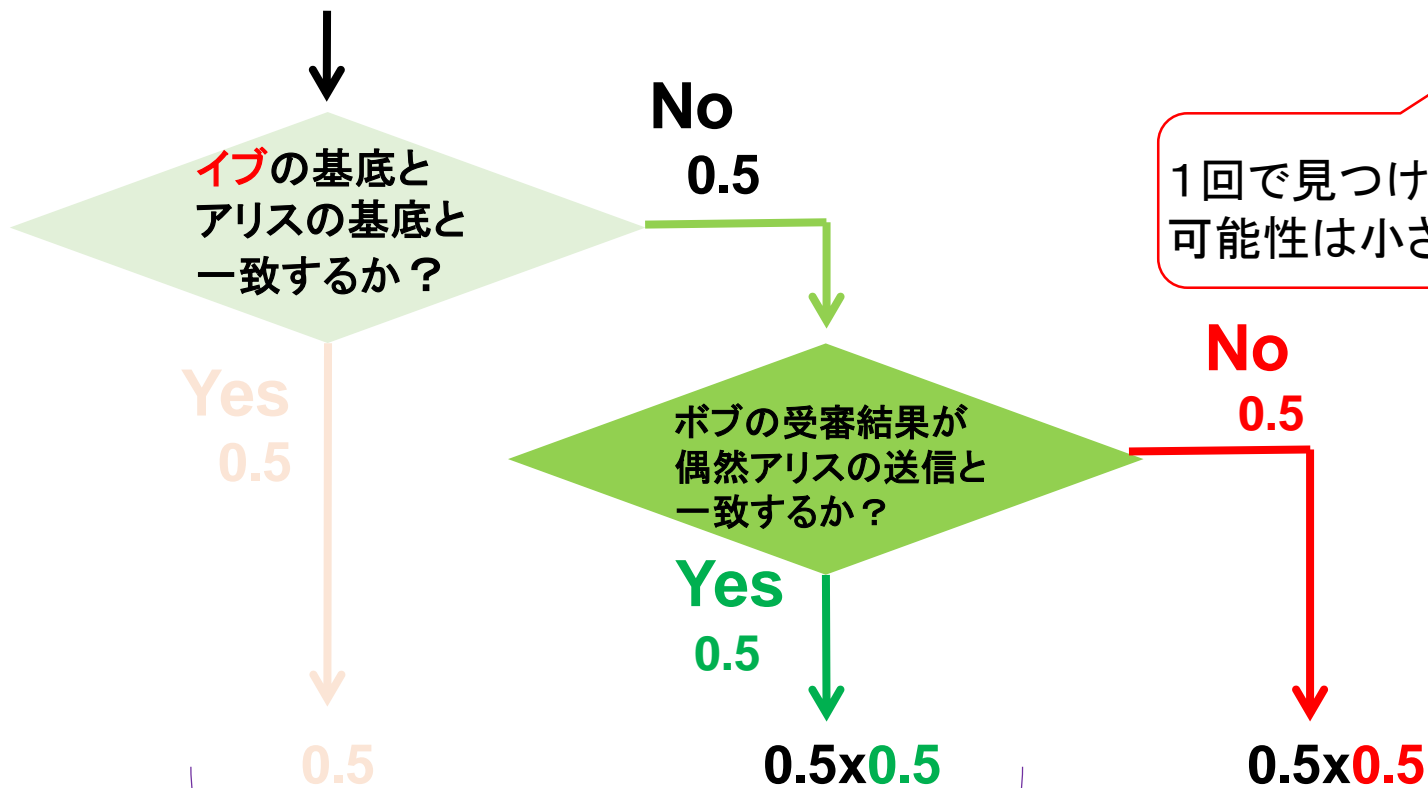 No
0.5
イブの基底と
アリスの基底と
一致するか？
1回で見つけ
可能性は小さ
Yes
0.5
No
0.5
ボブの受審結果が
偶然アリスの送信と
一致するか？
Yes
0.5
0.5
0.5x0.5
0.5x0.5